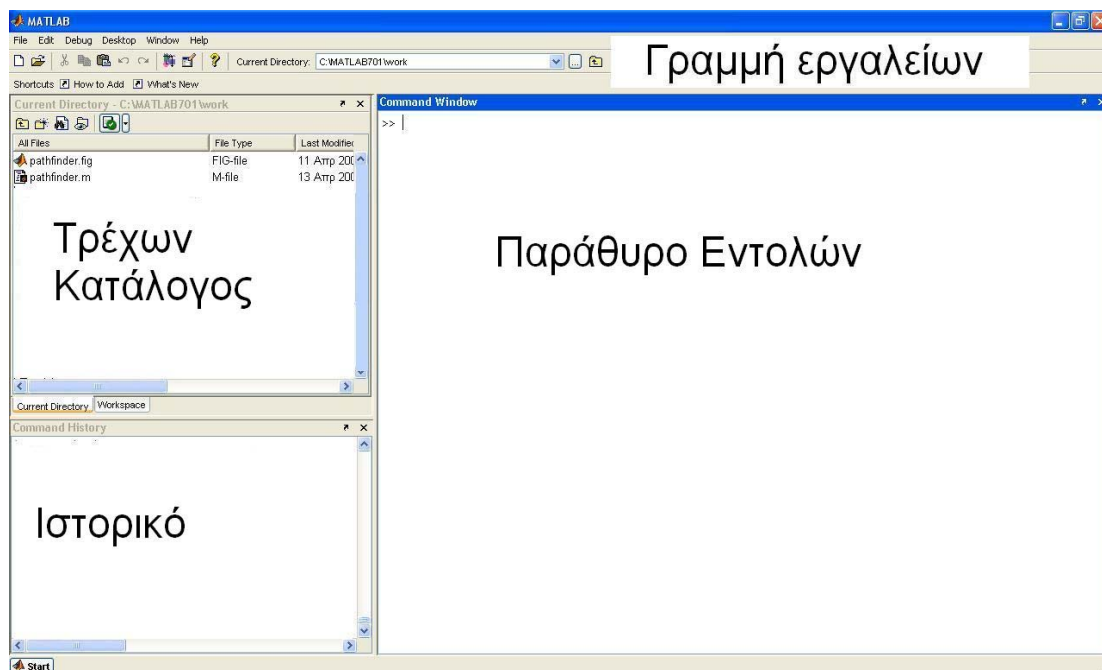 MATLAB
File Edit Debug Desktop Window Help
Current Directory: C:\MATLAB701\work
Γραμμή εργαλείων
Shortcuts How to Add What's New
Current Directory - C:\MATLAB701\work
Command Window
>>
All Files File Type Last Modified
pathfinder.fig FIG-file 11 Απρ 200
pathfinder.m M-file 13 Απρ 200
Τρέχων
Κατάλογος
Παράθυρο Εντολών
Current Directory Workspace
Command History
Ιστορικό
Start